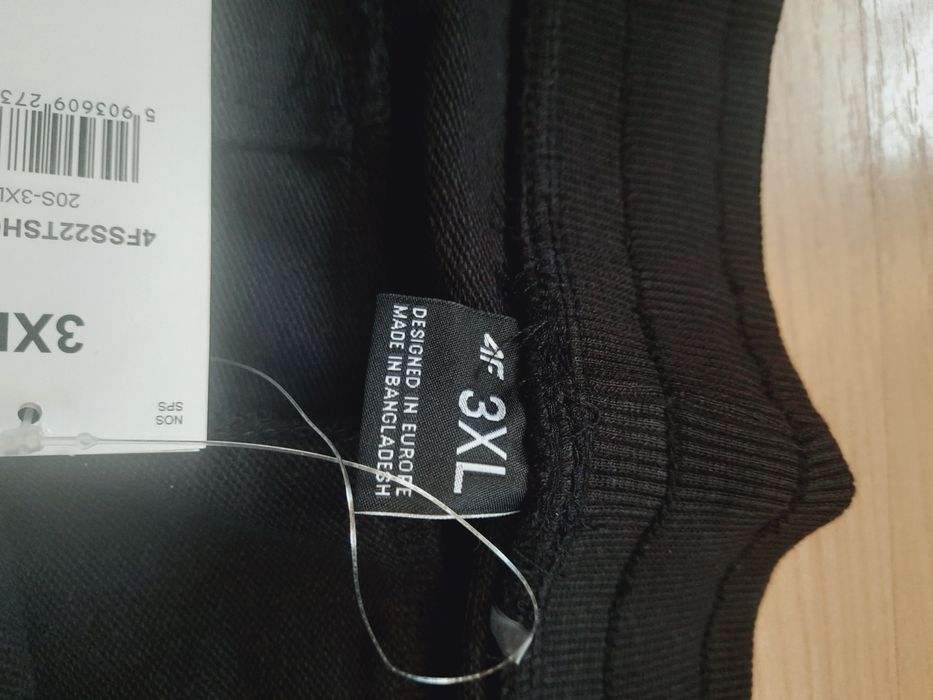 NOS
SPS
3XL
4FSS22TSH
20S-3XL
5 903609 273
4F 3XL
DESIGNED IN EUROPE
MADE IN BANGLADESH